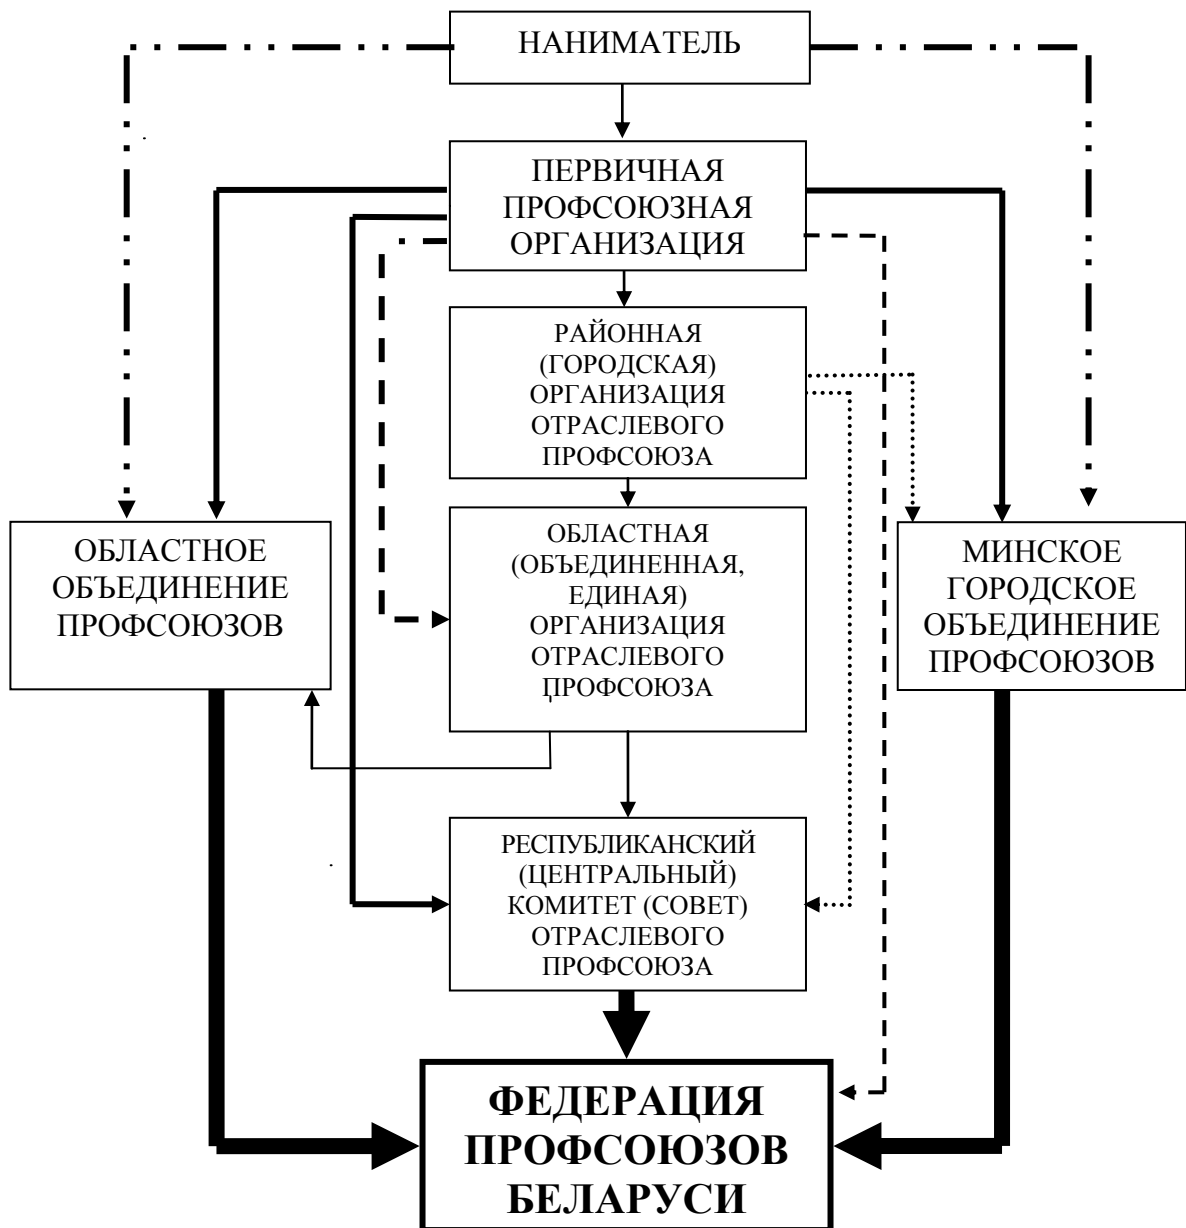 НАНИМАТЕЛЬ
ПЕРВИЧНАЯ
ПРОФСОЮЗНАЯ
ОРГАНИЗАЦИЯ
РАЙОННАЯ
(ГОРОДСКАЯ)
ОРГАНИЗАЦИЯ
ОТРАСЛЕВОГО
ПРОФСОЮЗА
ОБЛАСТНОЕ
ОБЪЕДИНЕНИЕ
ПРОФСОЮЗОВ
ОБЛАСТНАЯ
(ОБЪЕДИНЕННАЯ,
ЕДИНАЯ)
ОРГАНИЗАЦИЯ
ОТРАСЛЕВОГО
ПРОФСОЮЗА
МИНСКОЕ
ГОРОДСКОЕ
ОБЪЕДИНЕНИЕ
ПРОФСОЮЗОВ
РЕСПУБЛИКАНСКИЙ
(ЦЕНТРАЛЬНЫЙ)
КОМИТЕТ (СОВЕТ)
ОТРАСЛЕВОГО
ПРОФСОЮЗА
ФЕДЕРАЦИЯ
ПРОФСОЮЗОВ
БЕЛАРУСИ